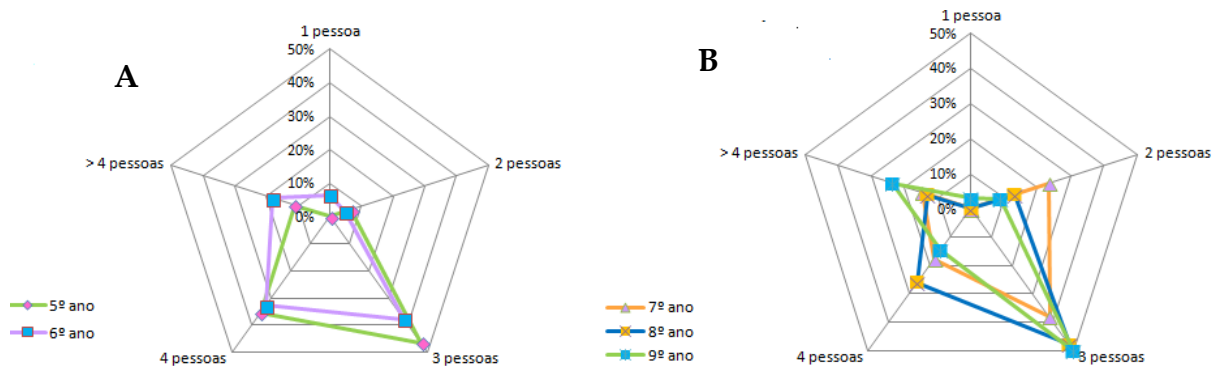 A
1 pessoa
50%
40%
30%
20%
10%
0%
2 pessoas
3 pessoas
4 pessoas
> 4 pessoas
5º ano
6º ano
B
1 pessoa
50%
40%
30%
20%
10%
0%
2 pessoas
3 pessoas
4 pessoas
> 4 pessoas
7º ano
8º ano
9º ano